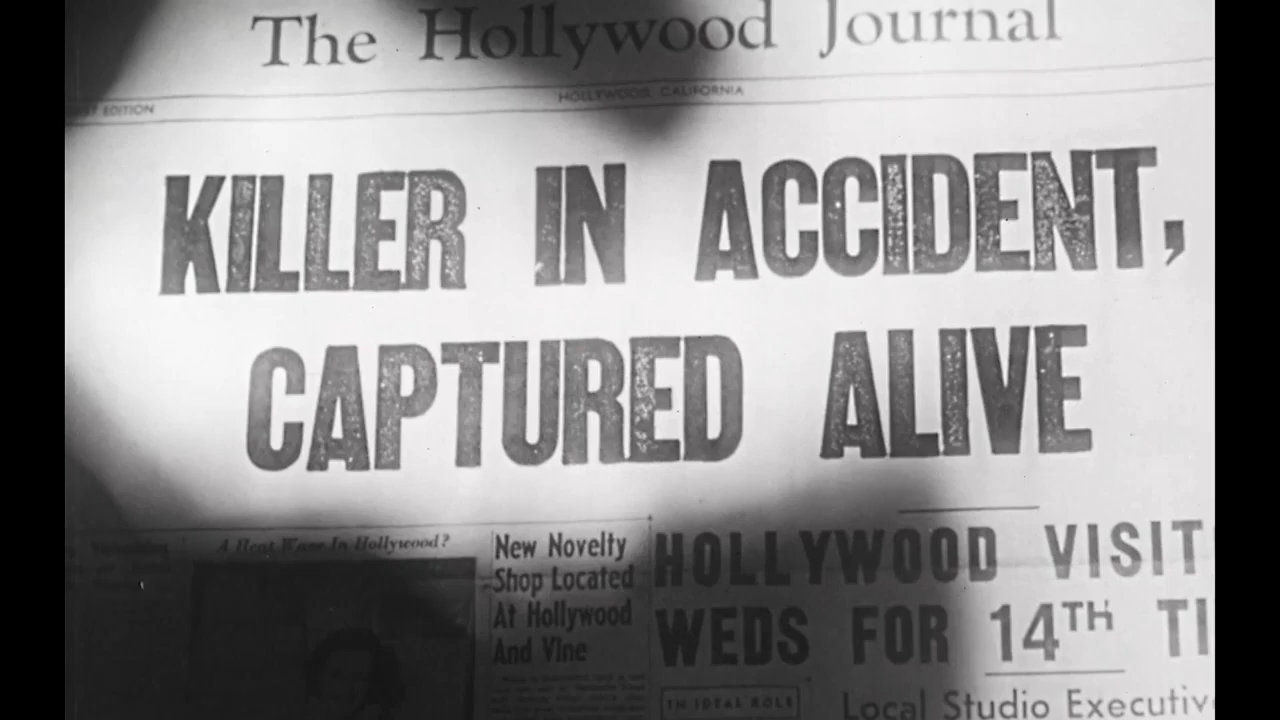 The Hollywood Journal
EDITION
HOLLYWOOD, CALIFORNIA
KILLER IN ACCIDENT,
CAPTURED ALIVE
A Heat Wave In Hollywood?
New Novelty
Shop Located
At Hollywood
And Vine
HOLLYWOOD VISIT
WEDS FOR 14TH TI
IN IDEAL ROLE
Local Studio Executiv